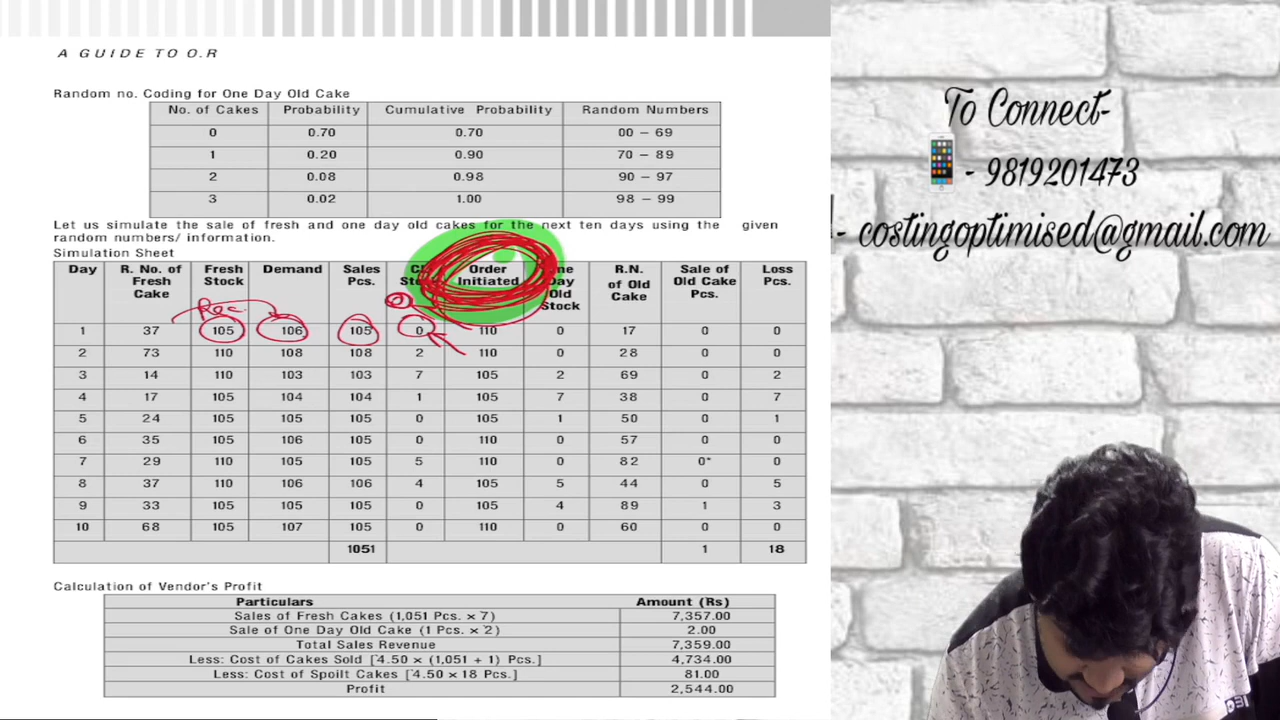 A GUIDE TO O.R
Random no. Coding for One Day Old Cake
No. of Cakes Probability Cumulative Probability Random Numbers
0 0.70 0.70 00 – 69
1 0.20 0.90 70 – 89
2 0.08 0.98 90 – 97
3 0.02 1.00 98 – 99
Let us simulate the sale of fresh and one day old cakes for the next ten days using the given
random numbers/ information.
Simulation Sheet
Day R. No. of Fresh Cake Fresh Stock Demand Sales Pcs. Order Initiated Day Old Stock R.N. of Old Cake Sale of Old Cake Pcs. Loss Pcs.
Rec.
1 37 105 106 105 0 110 0 17 0 0
2 73 110 108 108 2 110 0 28 0 0
3 14 110 103 103 7 105 2 69 0 2
4 17 105 104 104 1 105 7 38 0 7
5 24 105 105 105 0 105 1 50 0 1
6 35 105 106 105 0 110 0 57 0 0
7 29 110 105 105 5 110 0 82 0* 0
8 37 110 106 106 4 105 5 44 0 5
9 33 105 105 105 0 105 4 89 1 3
10 68 105 107 105 0 110 0 60 0 0
1051 1 18
Calculation of Vendor's Profit
Particulars Amount (Rs)
Sales of Fresh Cakes (1,051 Pcs. x 7) 7,357.00
Sale of One Day Old Cake (1 Pcs. x 2) 2.00
Total Sales Revenue 7,359.00
Less: Cost of Cakes Sold [4.50 × (1,051 + 1) Pcs.] 4,734.00
Less: Cost of Spoilt Cakes [4.50 x 18 Pcs.] 81.00
Profit 2,544.00
To Connect-
- 9819201473
- costingoptimised@gmail.com